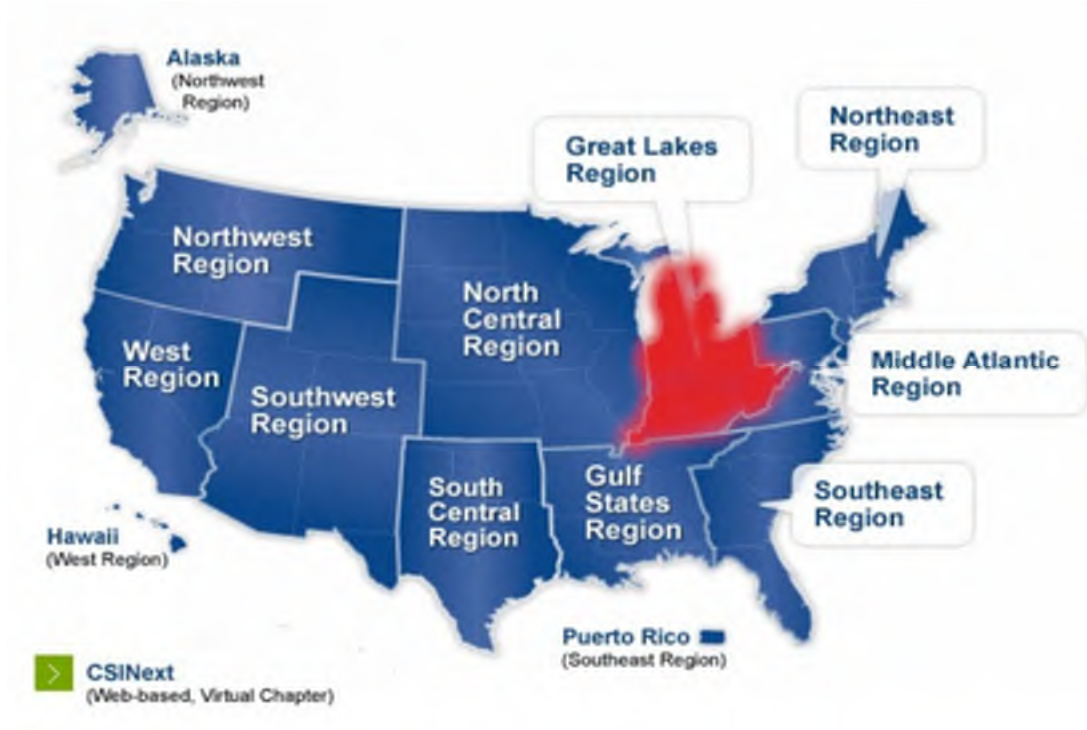 Alaska
(Northwest
Region)
Northeast
Region
Great Lakes
Region
Northwest
Region
North
Central
Region
West
Region
Southwest
Region
Middle Atlantic
Region
South
Central
Region
Gulf
States
Region
Southeast
Region
Hawaii
(West Region)
Puerto Rico
(Southeast Region)
CSINext
(Web-based, Virtual Chapter)